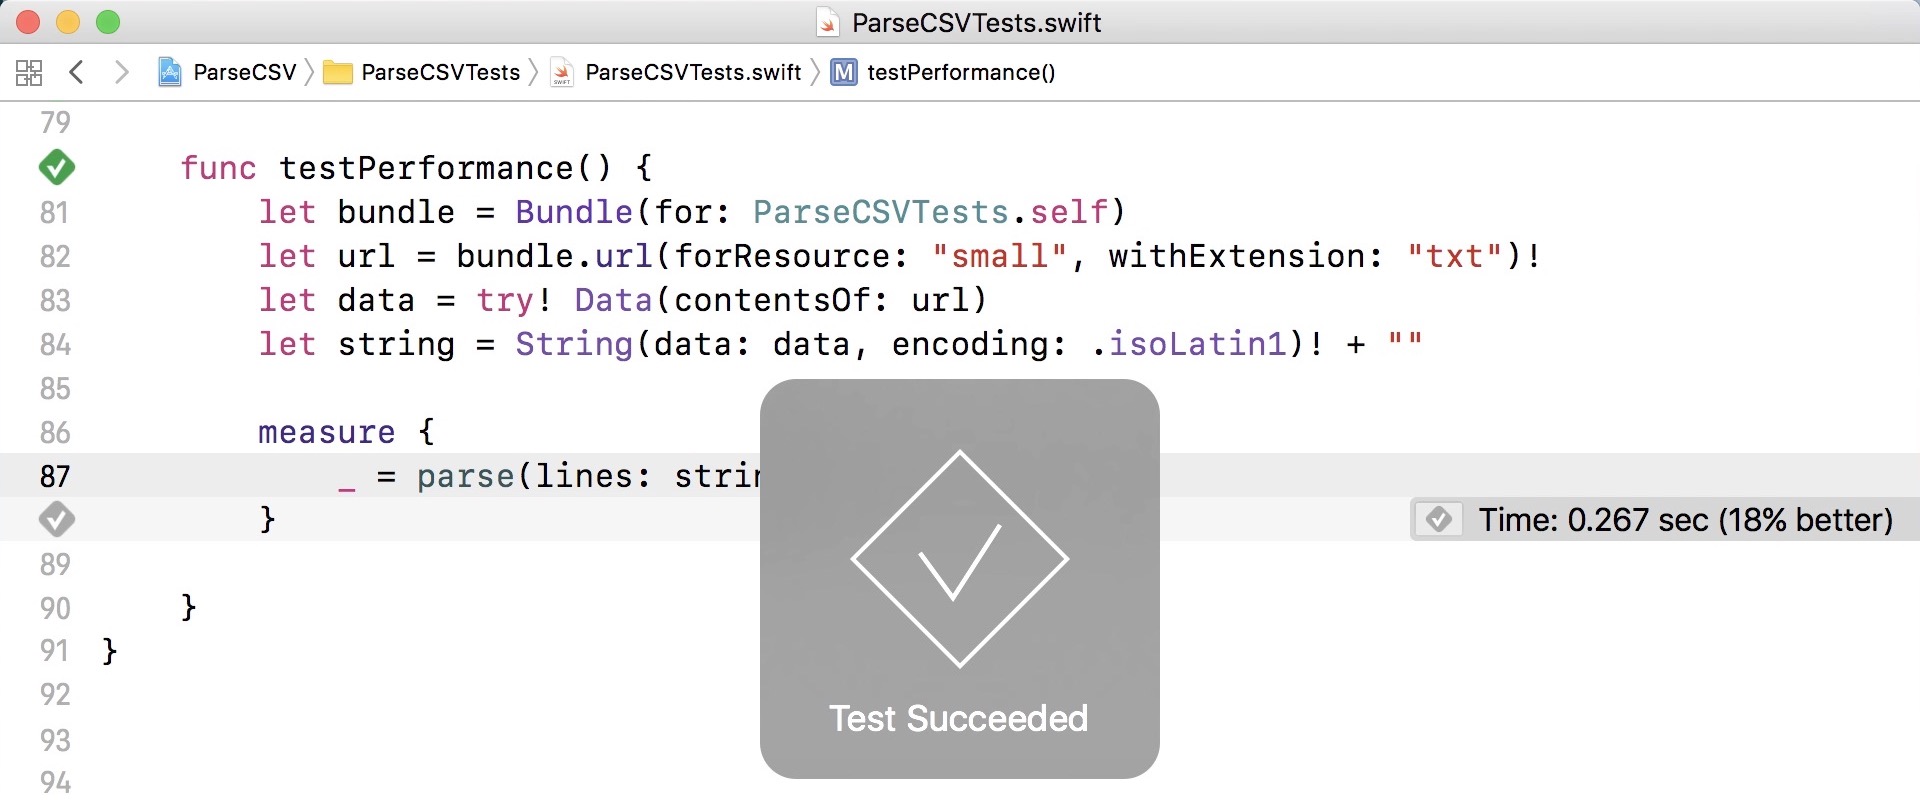 ParseCSVTests.swift
ParseCSV ParseCSVTests ParseCSVTests.swift M testPerformance()
79
func testPerformance() {
81 let bundle = Bundle(for: ParseCSVTests.self)
82 let url = bundle.url(forResource: "small", withExtension: "txt")!
83 let data = try! Data(contentsOf: url)
84 let string = String(data: data, encoding: .isoLatin1)! + ""
85
86 measure {
87 _ = parse(lines: strin
} Time: 0.267 sec (18% better)
89
90 }
91 }
92
93
94
Test Succeeded